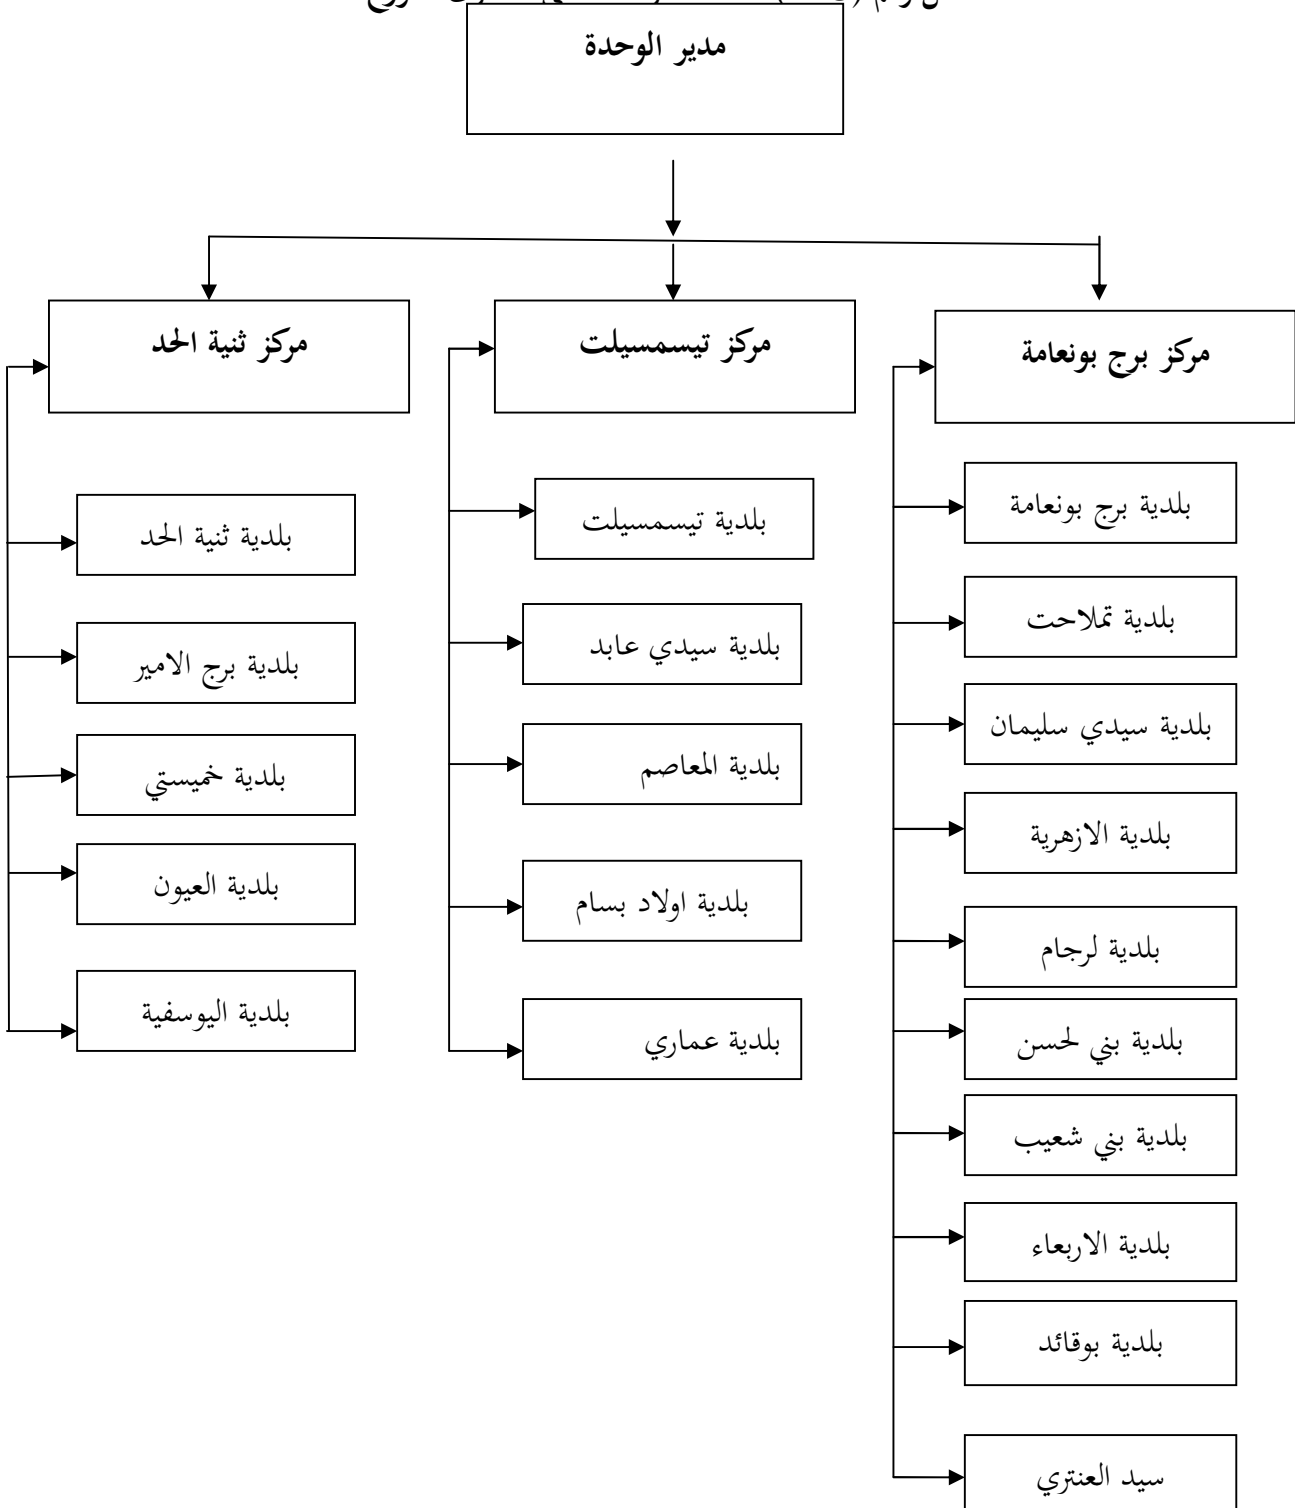 مدير الوحدة
مركز برج بونعامة
مركز تيسمسيلت
مركز ثنية الحد
بلدية برج بونعامة
بلدية تملاحت
بلدية سيدي سليمان
بلدية الازهرية
بلدية لرجام
بلدية بني لحسن
بلدية بني شعيب
بلدية الاربعاء
بلدية بوقائد
سيد العنتري
بلدية تيسمسيلت
بلدية سيدي عابد
بلدية المعاصم
بلدية اولاد بسام
بلدية عماري
بلدية ثنية الحد
بلدية برج الامير
بلدية خميستي
بلدية العيون
بلدية اليوسفية